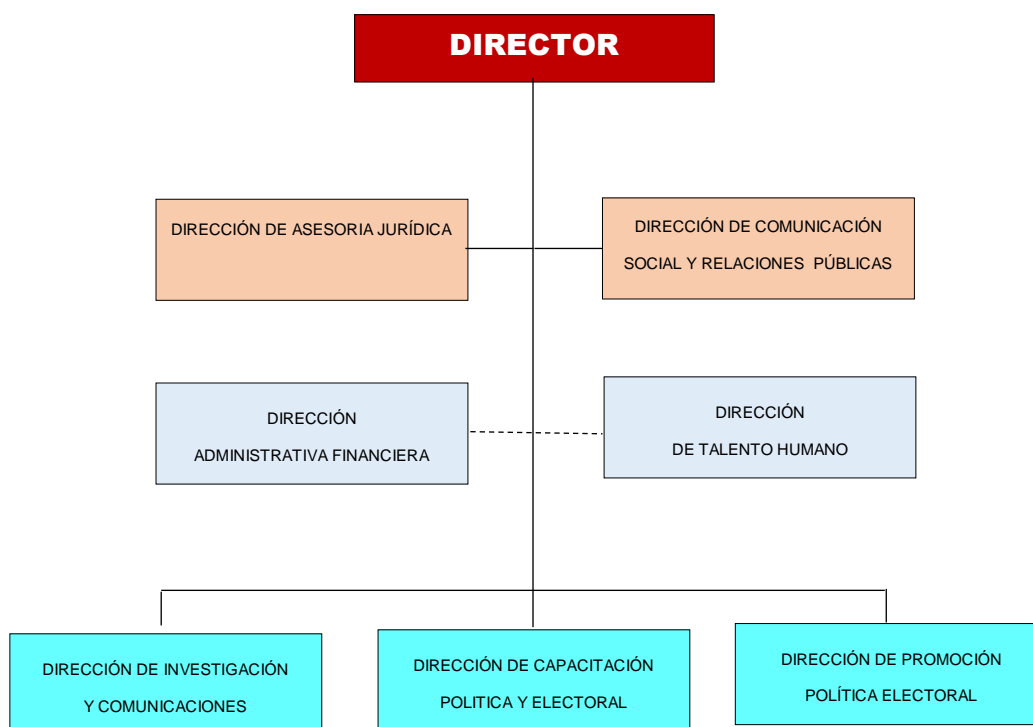 DIRECTOR
DIRECCIÓN DE ASESORIA JURÍDICA
DIRECCIÓN DE COMUNICACIÓN
SOCIAL Y RELACIONES PÚBLICAS
DIRECCIÓN
ADMINISTRATIVA FINANCIERA
DIRECCIÓN
DE TALENTO HUMANO
DIRECCIÓN DE INVESTIGACIÓN
Y COMUNICACIONES
DIRECCIÓN DE CAPACITACIÓN
POLITICA Y ELECTORAL
DIRECCIÓN DE PROMOCIÓN
POLÍTICA ELECTORAL